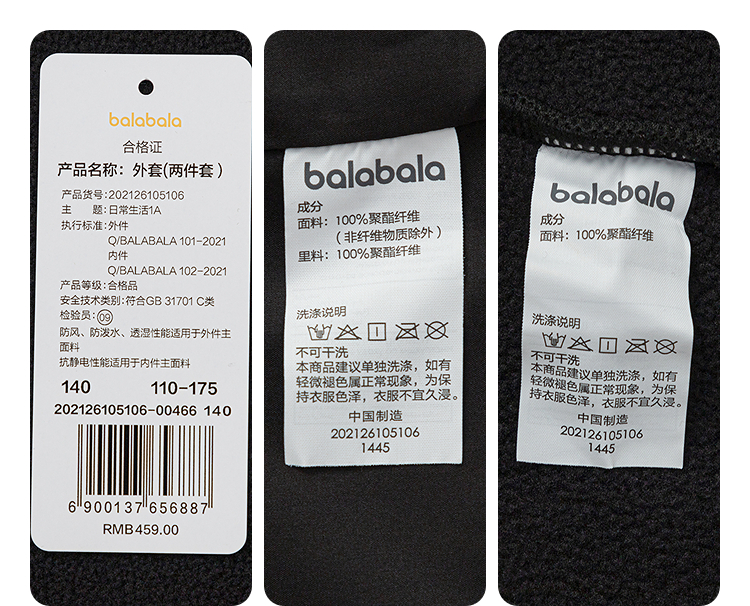 balabala
合格证
产品名称：外套(两件套）
产品货号：202126105106
主　　题：日常生活1A
执行标准：外件
Q/BALABALA 101-2021
内件
Q/BALABALA 102-2021
产品等级：合格品
安全技术类别：符合GB 31701 C类
检验员：09
防风、防泼水、透湿性能适用于外件主
面料
抗静电性能适用于内件主面料
140 110-175
202126105106-00466 140
6 900137 656887
RMB459.00
balabala
成分
面料：100%聚酯纤维
（非纤维物质除外）
里料：100%聚酯纤维
洗涤说明
不可干洗
本商品建议单独洗涤，如有
轻微褪色属正常现象，为保
持衣服色泽，衣服不宜久浸。
中国制造
202126105106
1445
balabala
成分
面料：100%聚酯纤维
洗涤说明
不可干洗
本商品建议单独洗涤，如有
轻微褪色属正常现象，为保
持衣服色泽，衣服不宜久浸。
中国制造
202126105106
1445